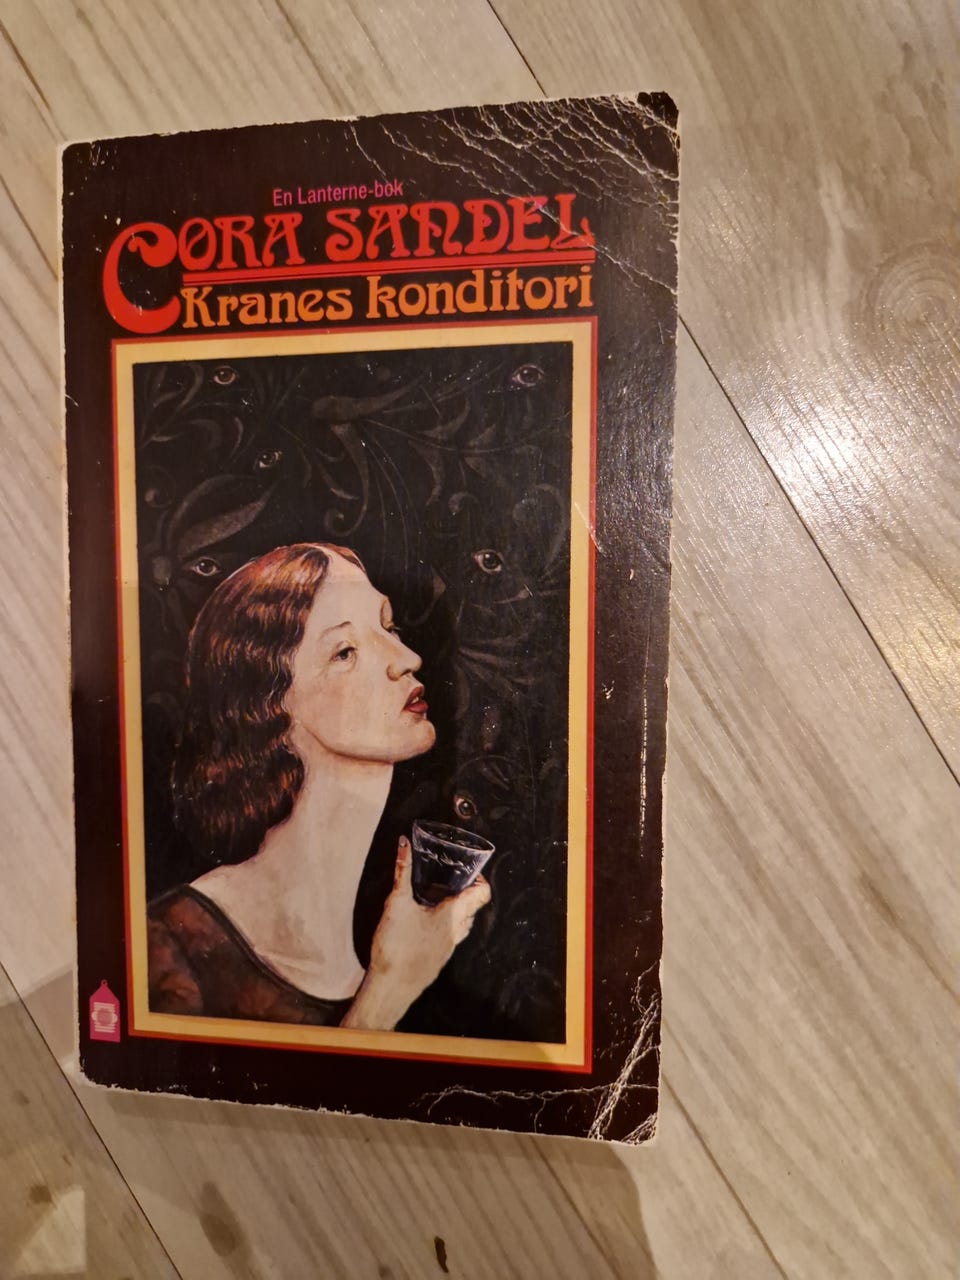 En Lanterne-bok
CORA SANDEL
Kranes konditori